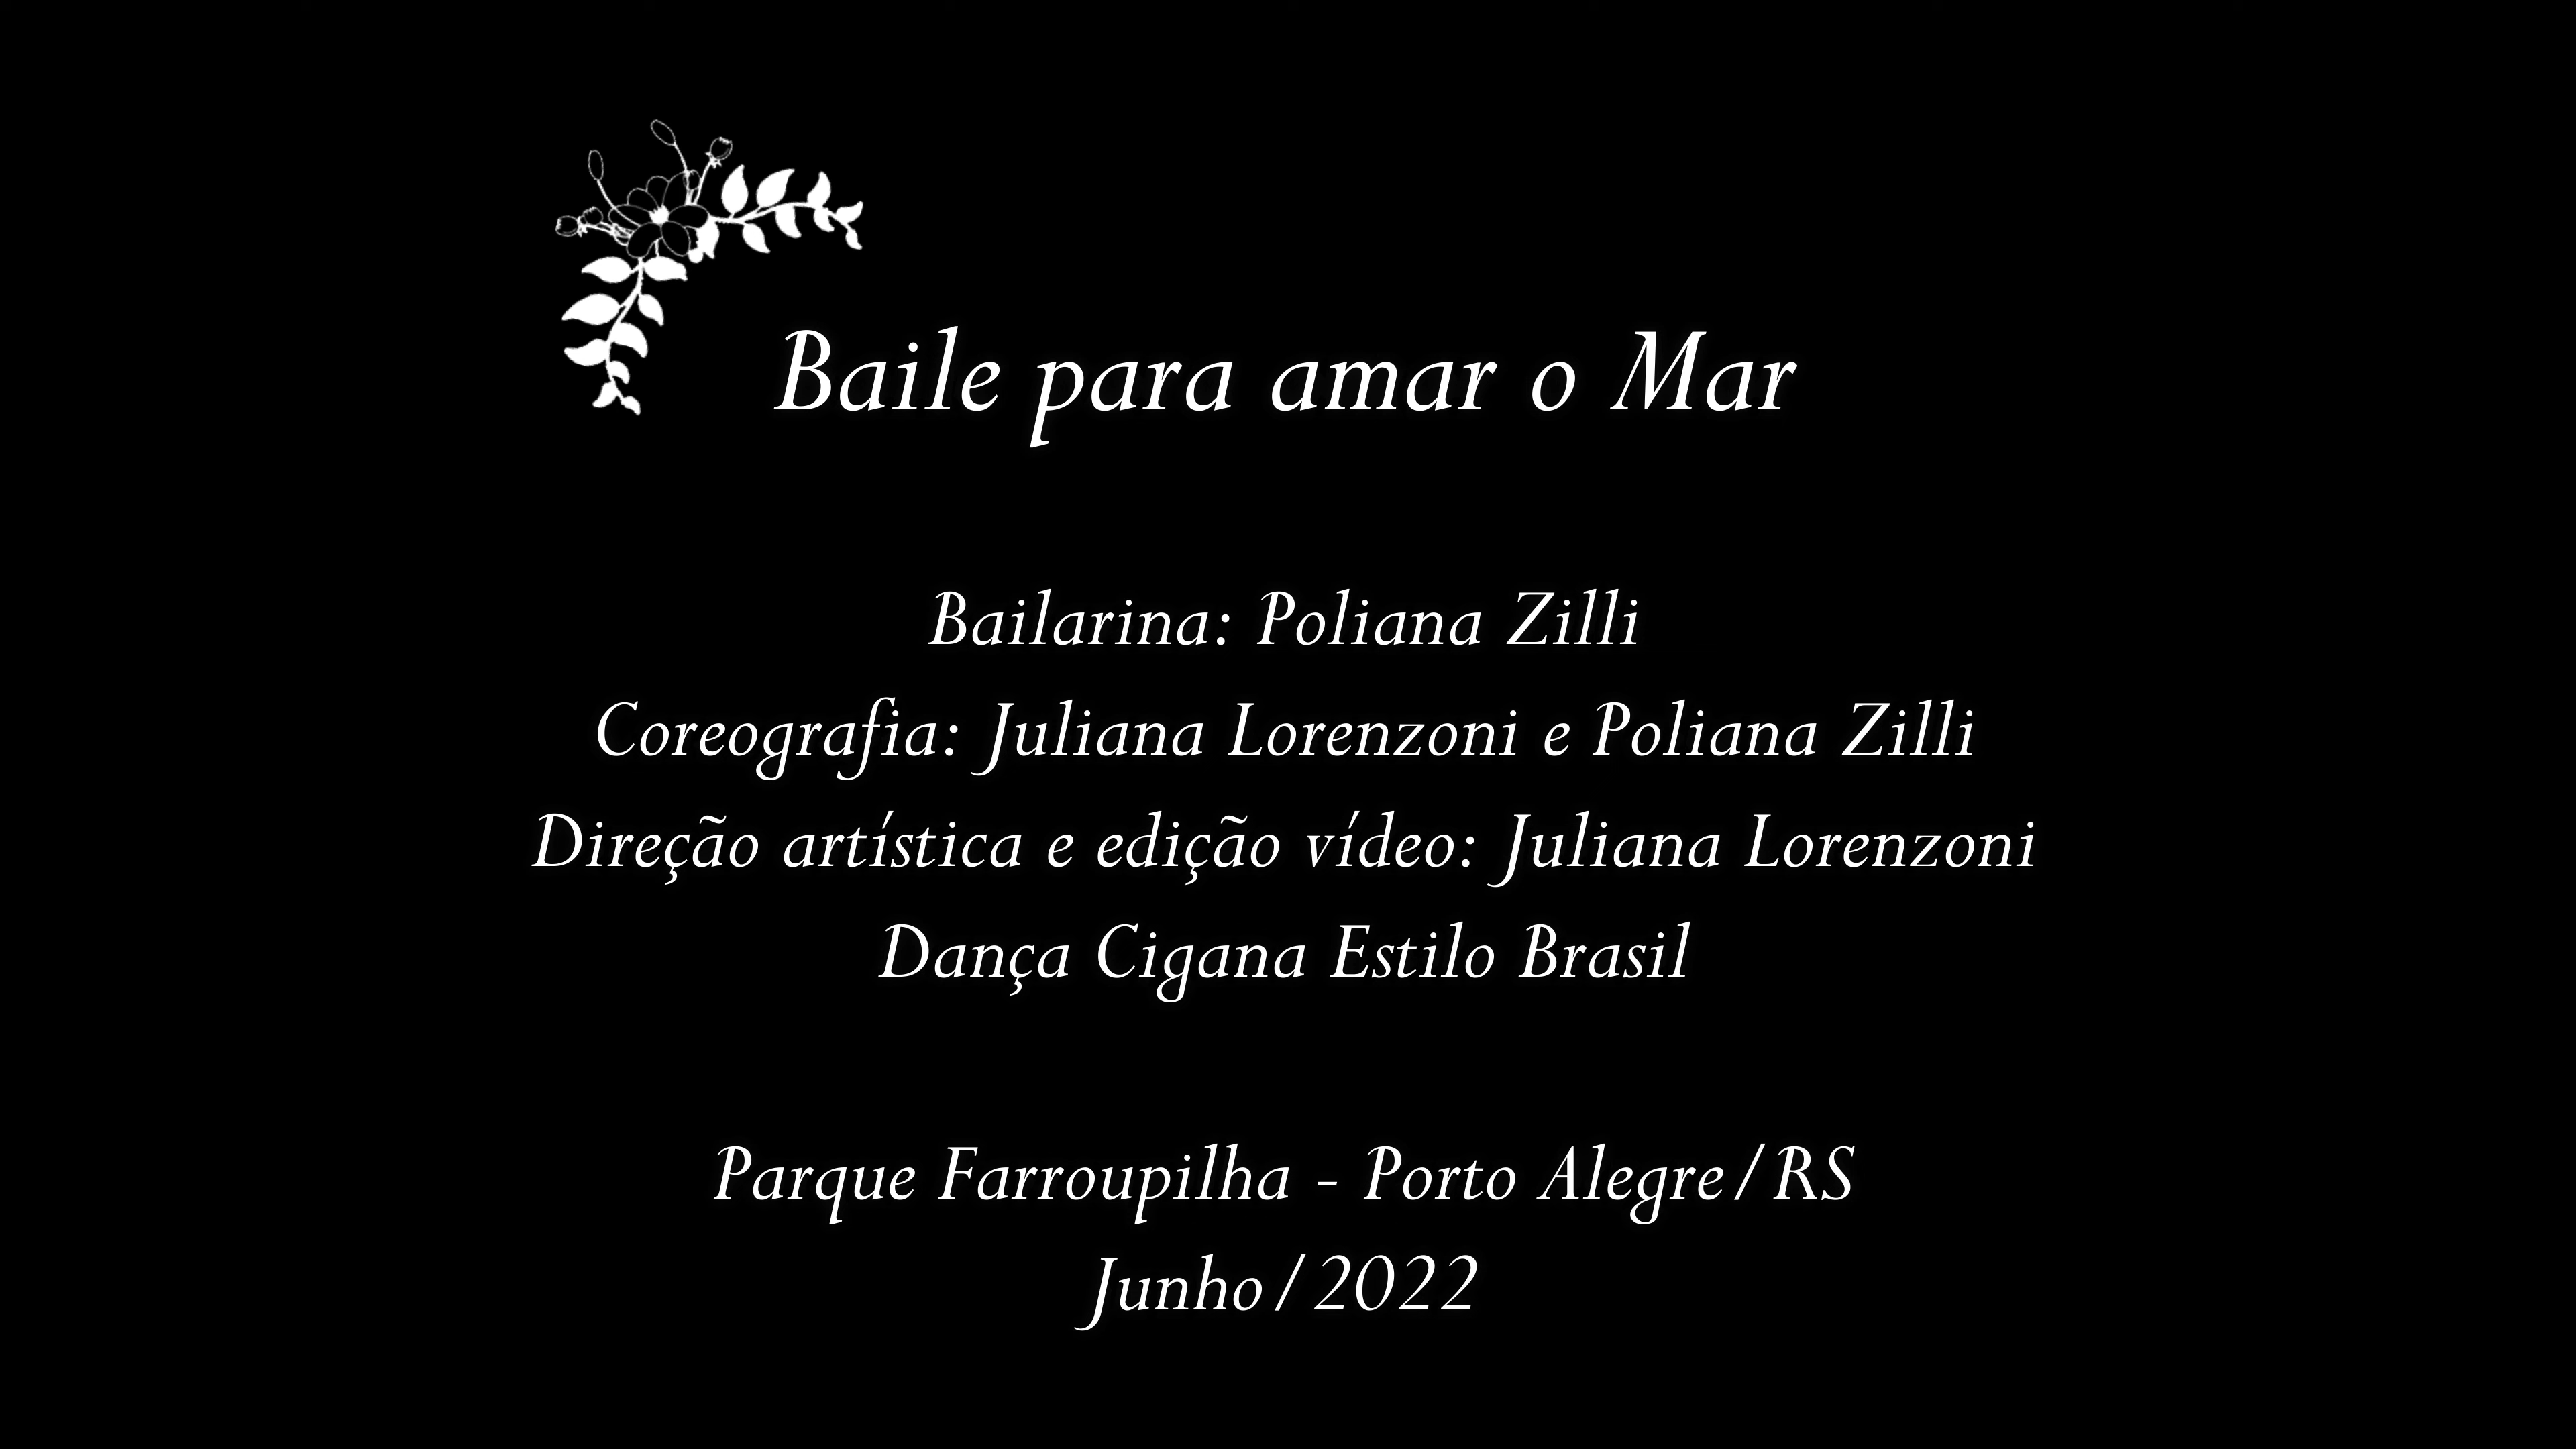 Baile para amar o Mar
Bailarina: Poliana Zilli
Coreografia: Juliana Lorenzoni e Poliana Zilli
Direção artística e edição vídeo: Juliana Lorenzoni
Dança Cigana Estilo Brasil
Parque Farroupilha - Porto Alegre/RS
Junho/2022